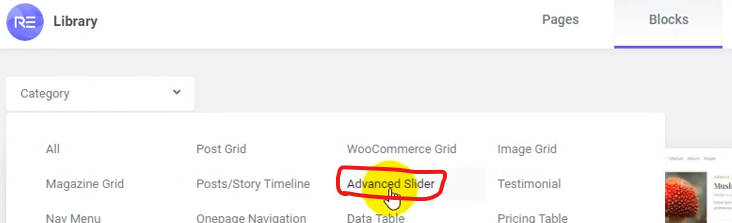 RE Library Pages Blocks
Category
All Post Grid WooCommerce Grid Image Grid
Magazine Grid Posts/Story Timeline Advanced Slider Testimonial
Nav Menu Onepage Navigation Data Table Pricing Table